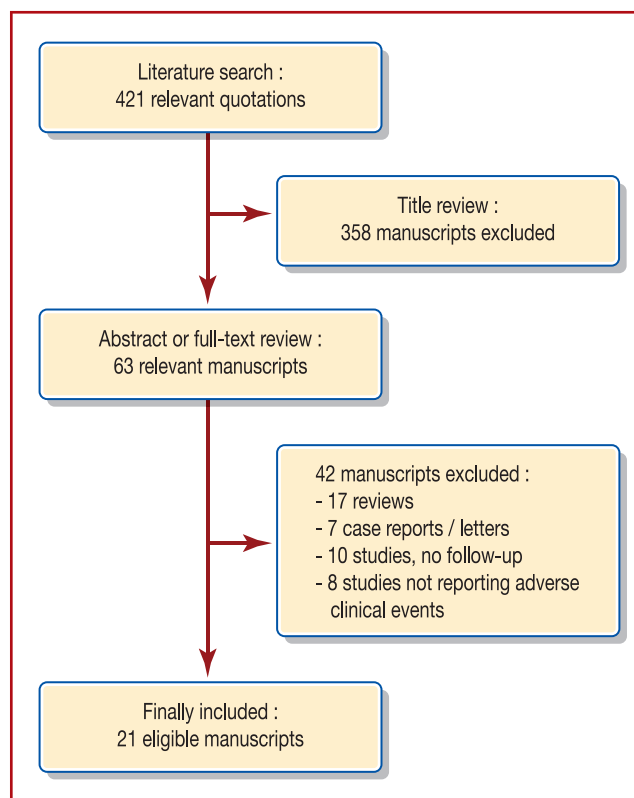 Literature search :
421 relevant quotations
Title review :
358 manuscripts excluded
Abstract or full-text review :
63 relevant manuscripts
42 manuscripts excluded :
- 17 reviews
- 7 case reports / letters
- 10 studies, no follow-up
- 8 studies not reporting adverse
clinical events
Finally included :
21 eligible manuscripts